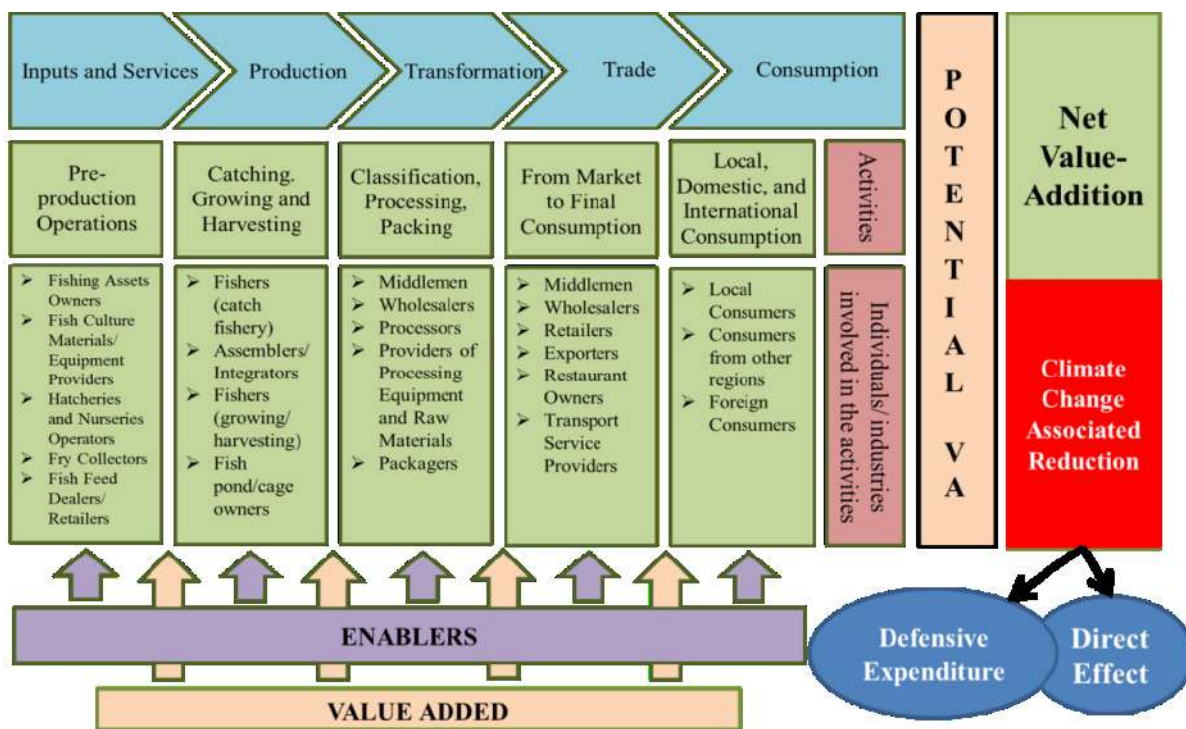 Inputs and Services
Production
Transformation
Trade
Consumption
Pre-
production
Operations
Catching.
Growing and
Harvesting
Classification,
Processing,
Packing
From Market
to Final
Consumption
Local,
Domestic, and
International
Consumption
Activities
➢ Fishing Assets
Owners
➢ Fish Culture
Materials/
Equipment
Providers
➢ Hatcheries
and Nurseries
Operators
➢ Fry Collectors
➢ Fish Feed
Dealers/
Retailers
➢ Fishers
(catch
fishery)
➢ Assemblers/
Integrators
➢ Fishers
(growing/
harvesting)
➢ Fish
pond/cage
owners
➢ Middlemen
➢ Wholesalers
➢ Processors
➢ Providers of
Processing
Equipment
and Raw
Materials
➢ Packagers
➢ Middlemen
➢ Wholesalers
➢ Retailers
➢ Exporters
➢ Restaurant
Owners
➢ Transport
Service
Providers
➢ Local
Consumers
➢ Consumers
from other
regions
➢ Foreign
Consumers
Individuals/ industries
involved in the activities
POTENTIAL VA
Net
Value-
Addition
Climate
Change
Associated
Reduction
ENABLERS
VALUE ADDED
Defensive
Expenditure
Direct
Effect